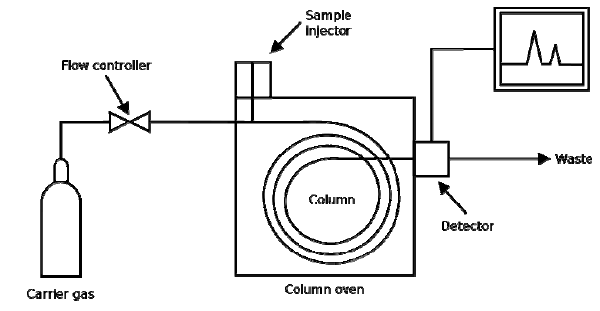 Sample
injector
Flow controller
Column
Waste
Detector
Column oven
Carrier gas